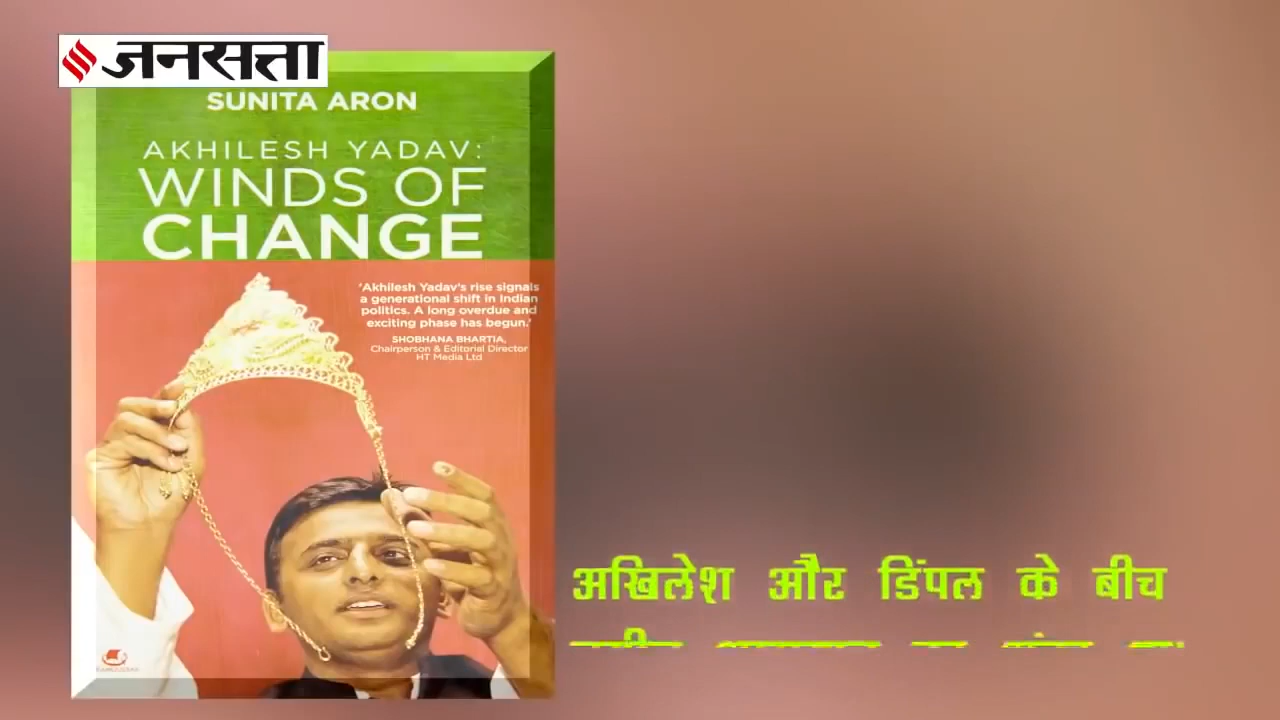 जनसत्ता
SUNITA ARON
AKHILESH YADAV:
WINDS OF
CHANGE
'Akhilesh Yadav's rise signals
a generational shift in Indian
politics. A long overdue and
exciting phase has begun.'
SHOBHANA BHARTIA,
Chairperson & Editorial Director
HT Media Ltd
अखिलेश और डिंपल के बीच